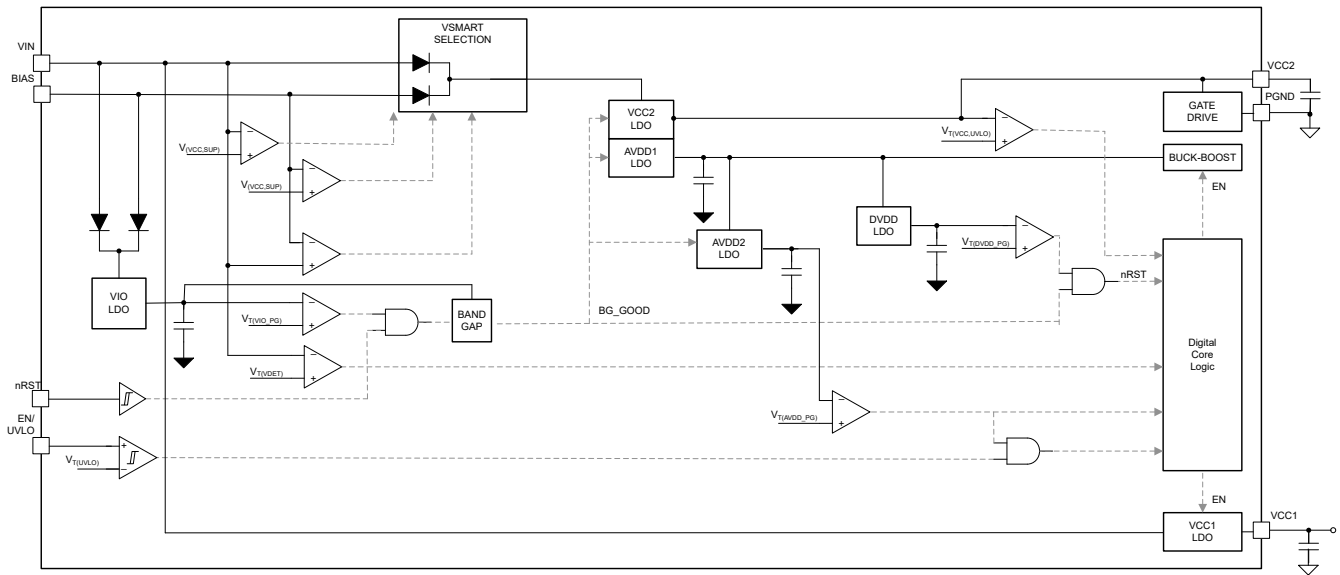 VSMART
SELECTION
VIN
BIAS
VCC2
PGND
VCC2
LDO
GATE
DRIVE
V(VCC,SUP)
−
+
VT(VCC,UVLO)
−
+
AVDD1
LDO
BUCK-BOOST
V(VCC,SUP)
−
+
EN
DVDD
LDO
VT(DVDD_PG)
−
+
AVDD2
LDO
−
+
nRST
VIO
LDO
VT(VIO_PG)
−
+
BAND
GAP
BG_GOOD
VT(VDET)
−
+
Digital
Core
Logic
nRST
VT(AVDD_PG)
−
+
EN/
UVLO
VT(UVLO)
+
−
EN
VCC1
LDO
VCC1